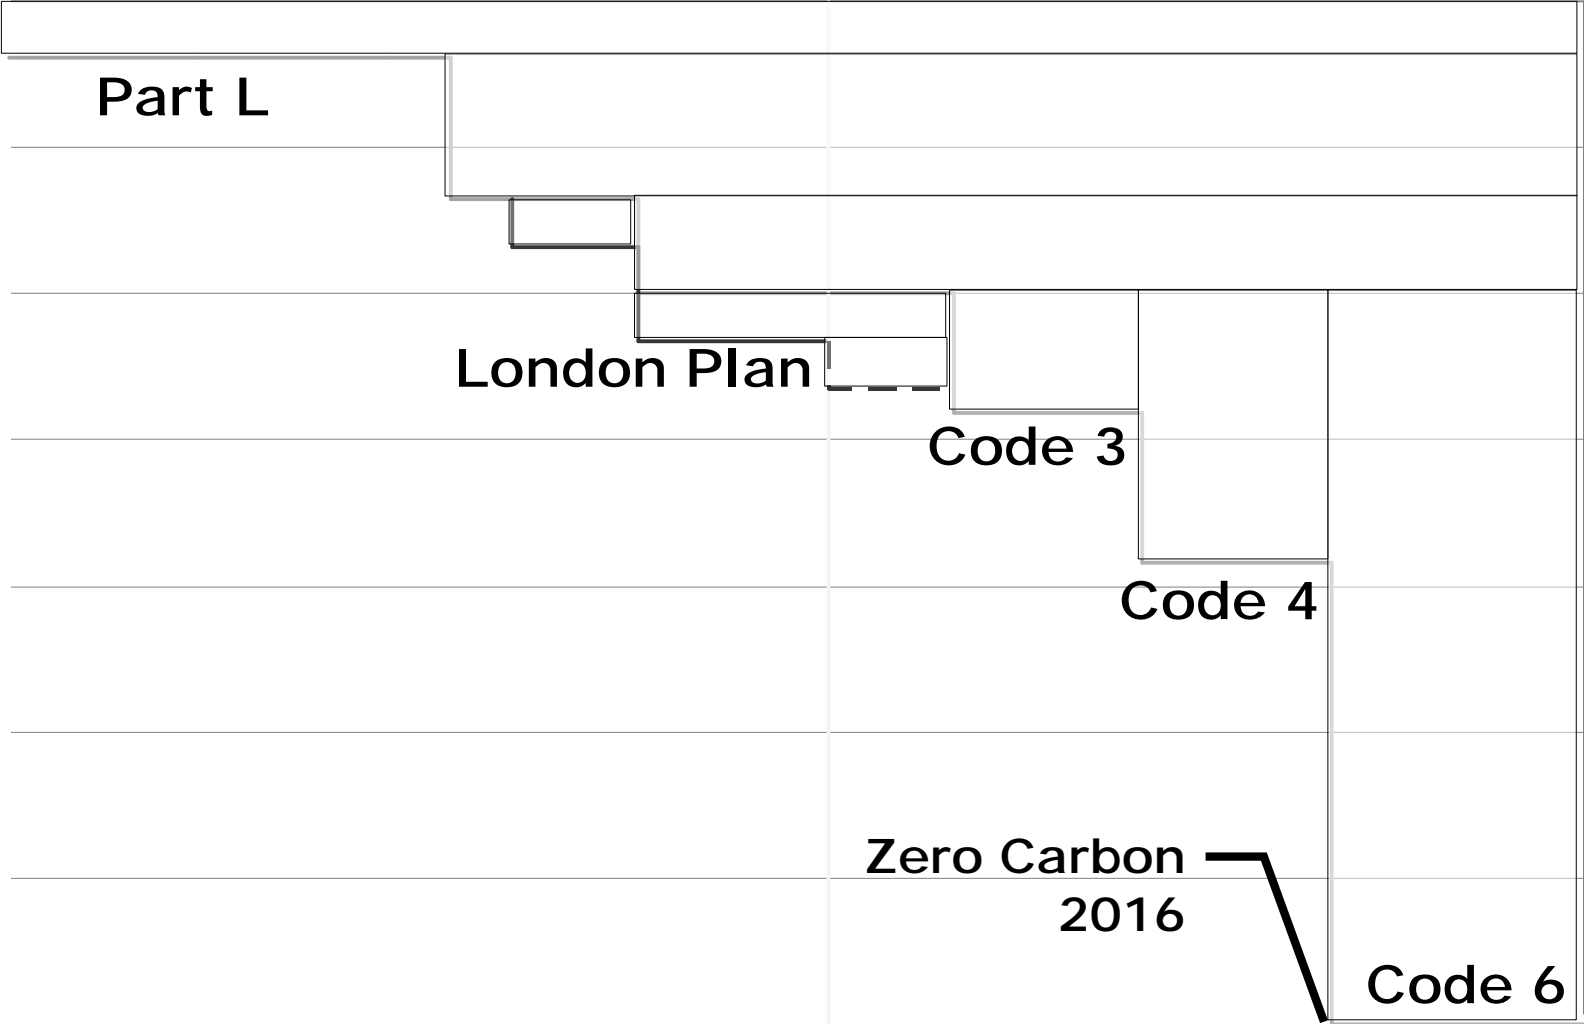 Part L
London Plan
Code 3
Code 4
Zero Carbon
2016
Code 6